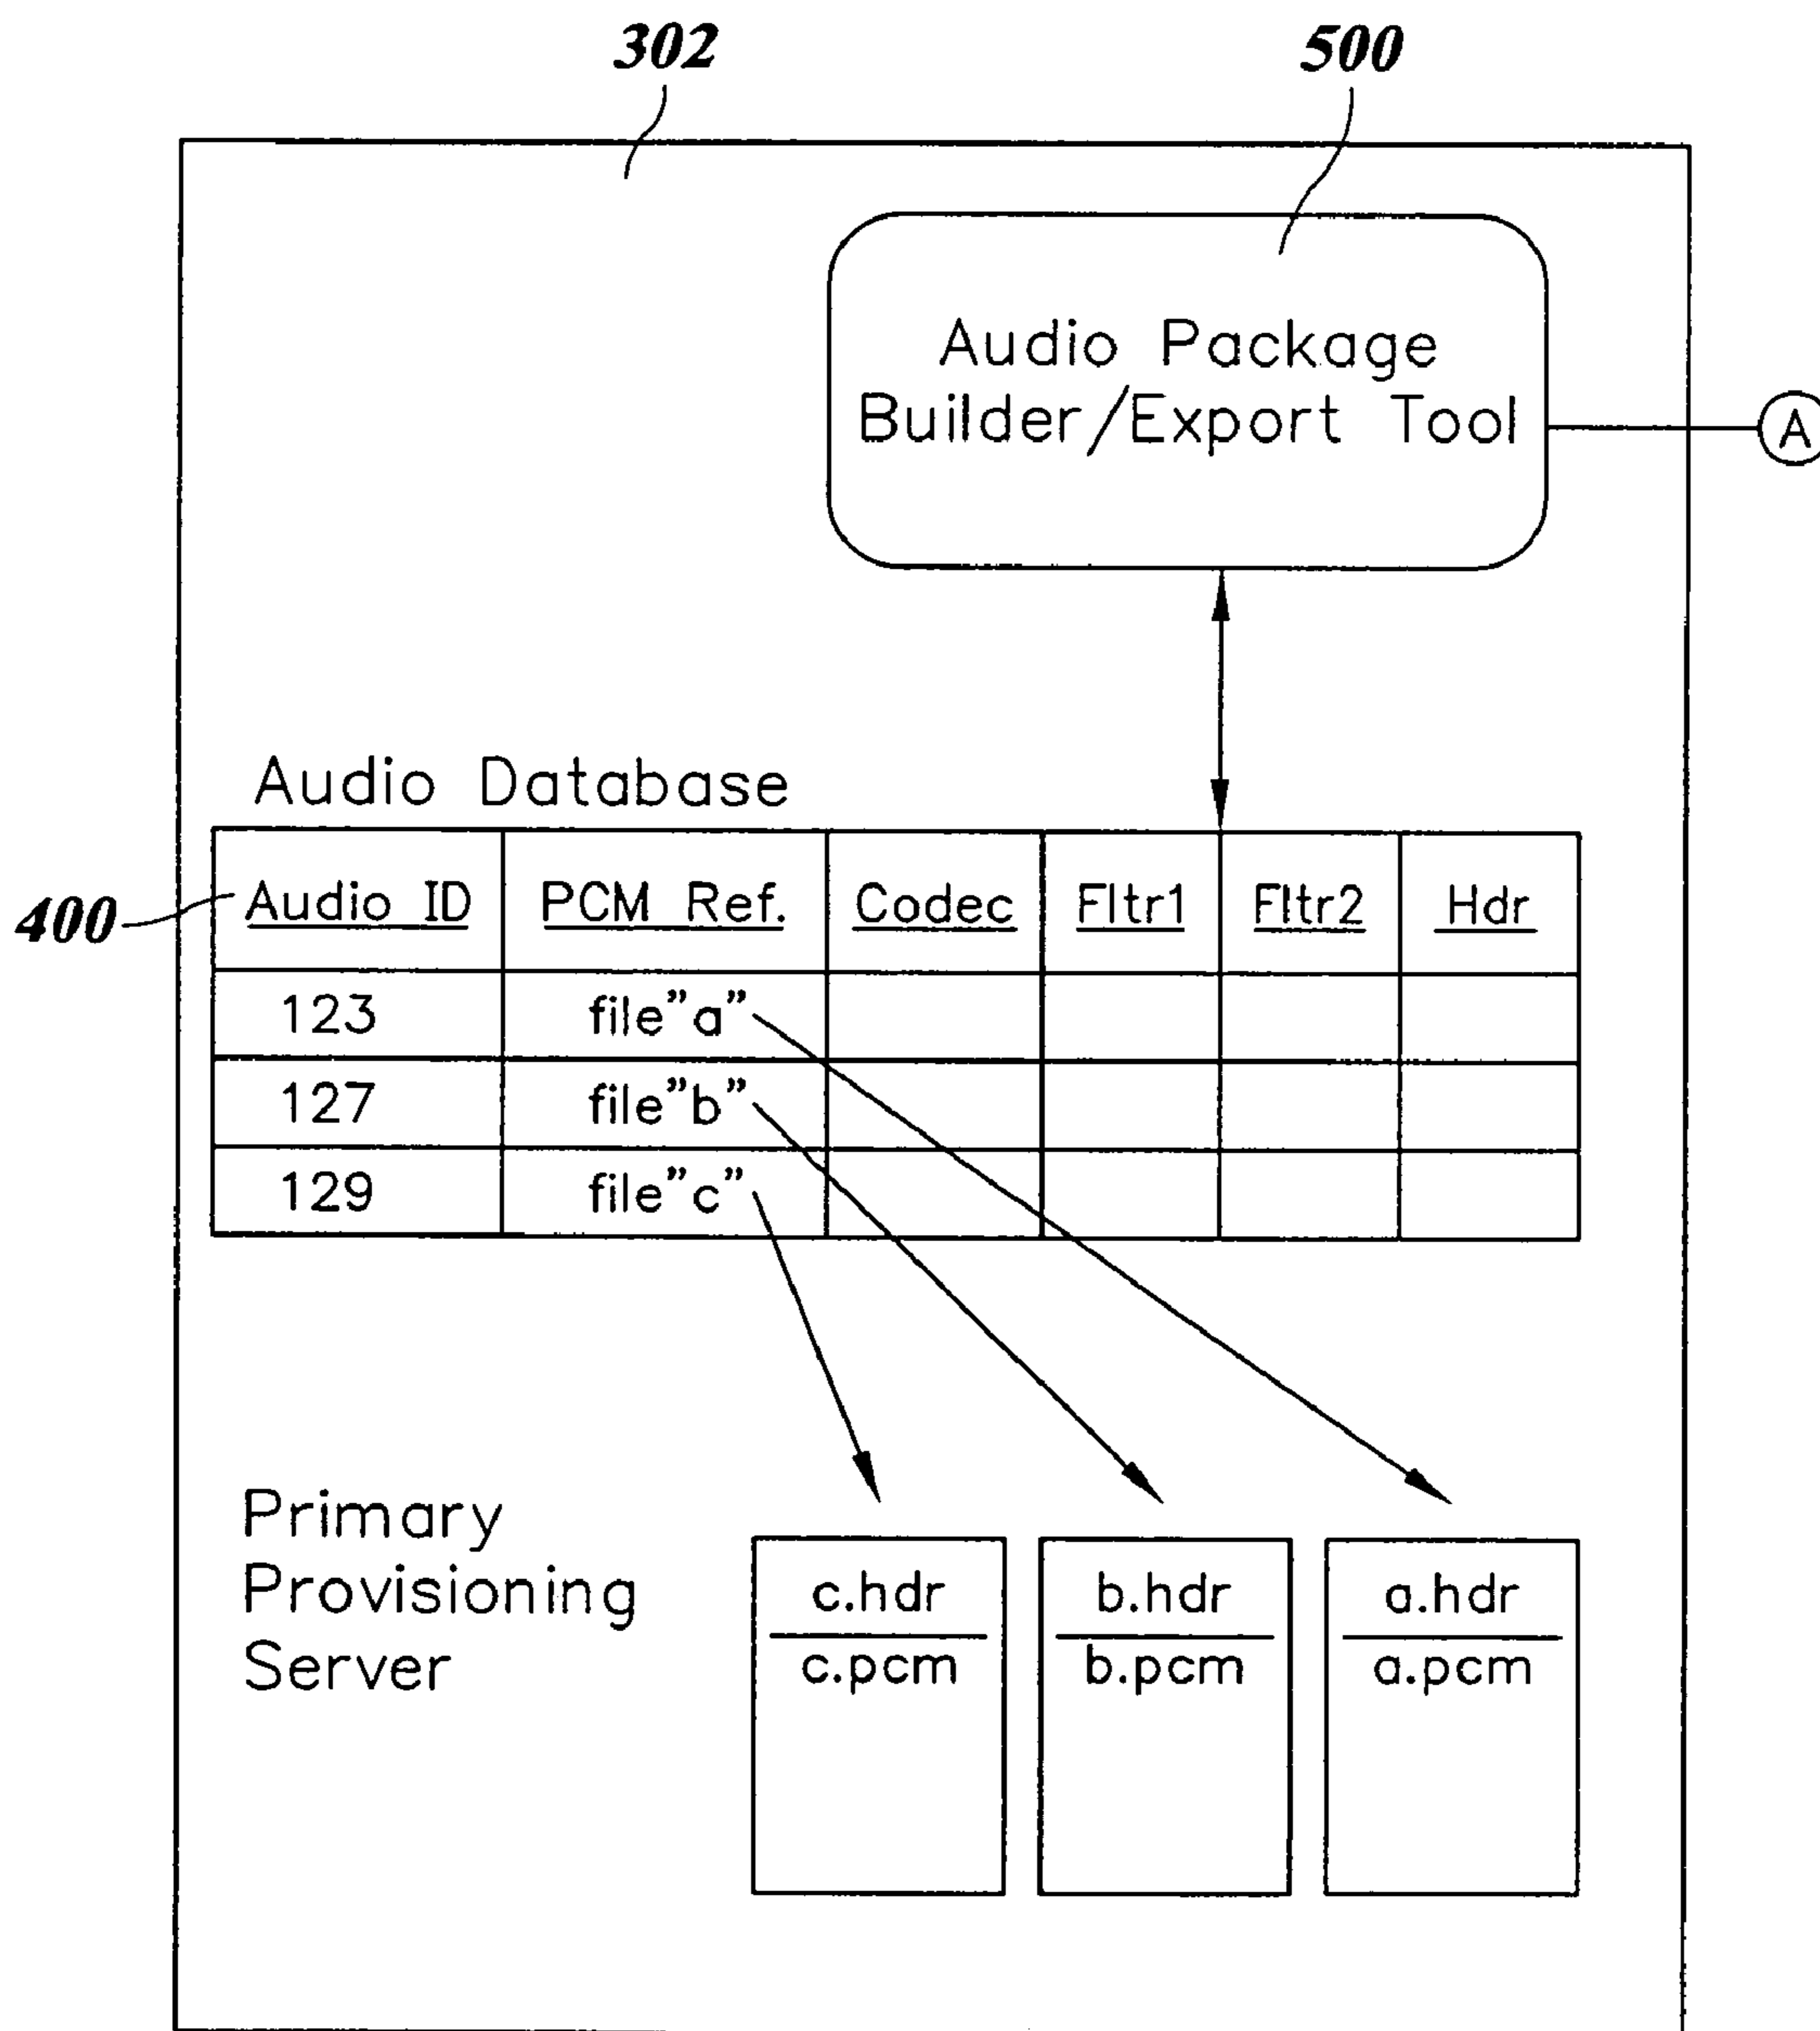 302
500
Audio Package
Builder/Export Tool
A
Audio Database
400
Audio ID PCM Ref. Codec Fltr1 Fltr2 Hdr
123 file"a"
127 file"b"
129 file"c"
Primary
Provisioning
Server
c.hdr b.hdr a.hdr
c.pcm b.pcm a.pcm